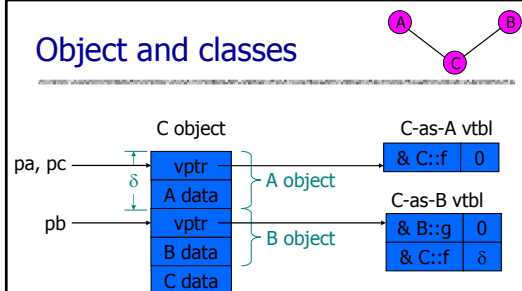 A B
Object and classes
C
C object C-as-A vtbl
pa, pc δ vptr A object & C::f 0
A data
C-as-B vtbl
pb vptr B object & B::g 0
B data & C::f δ
C data